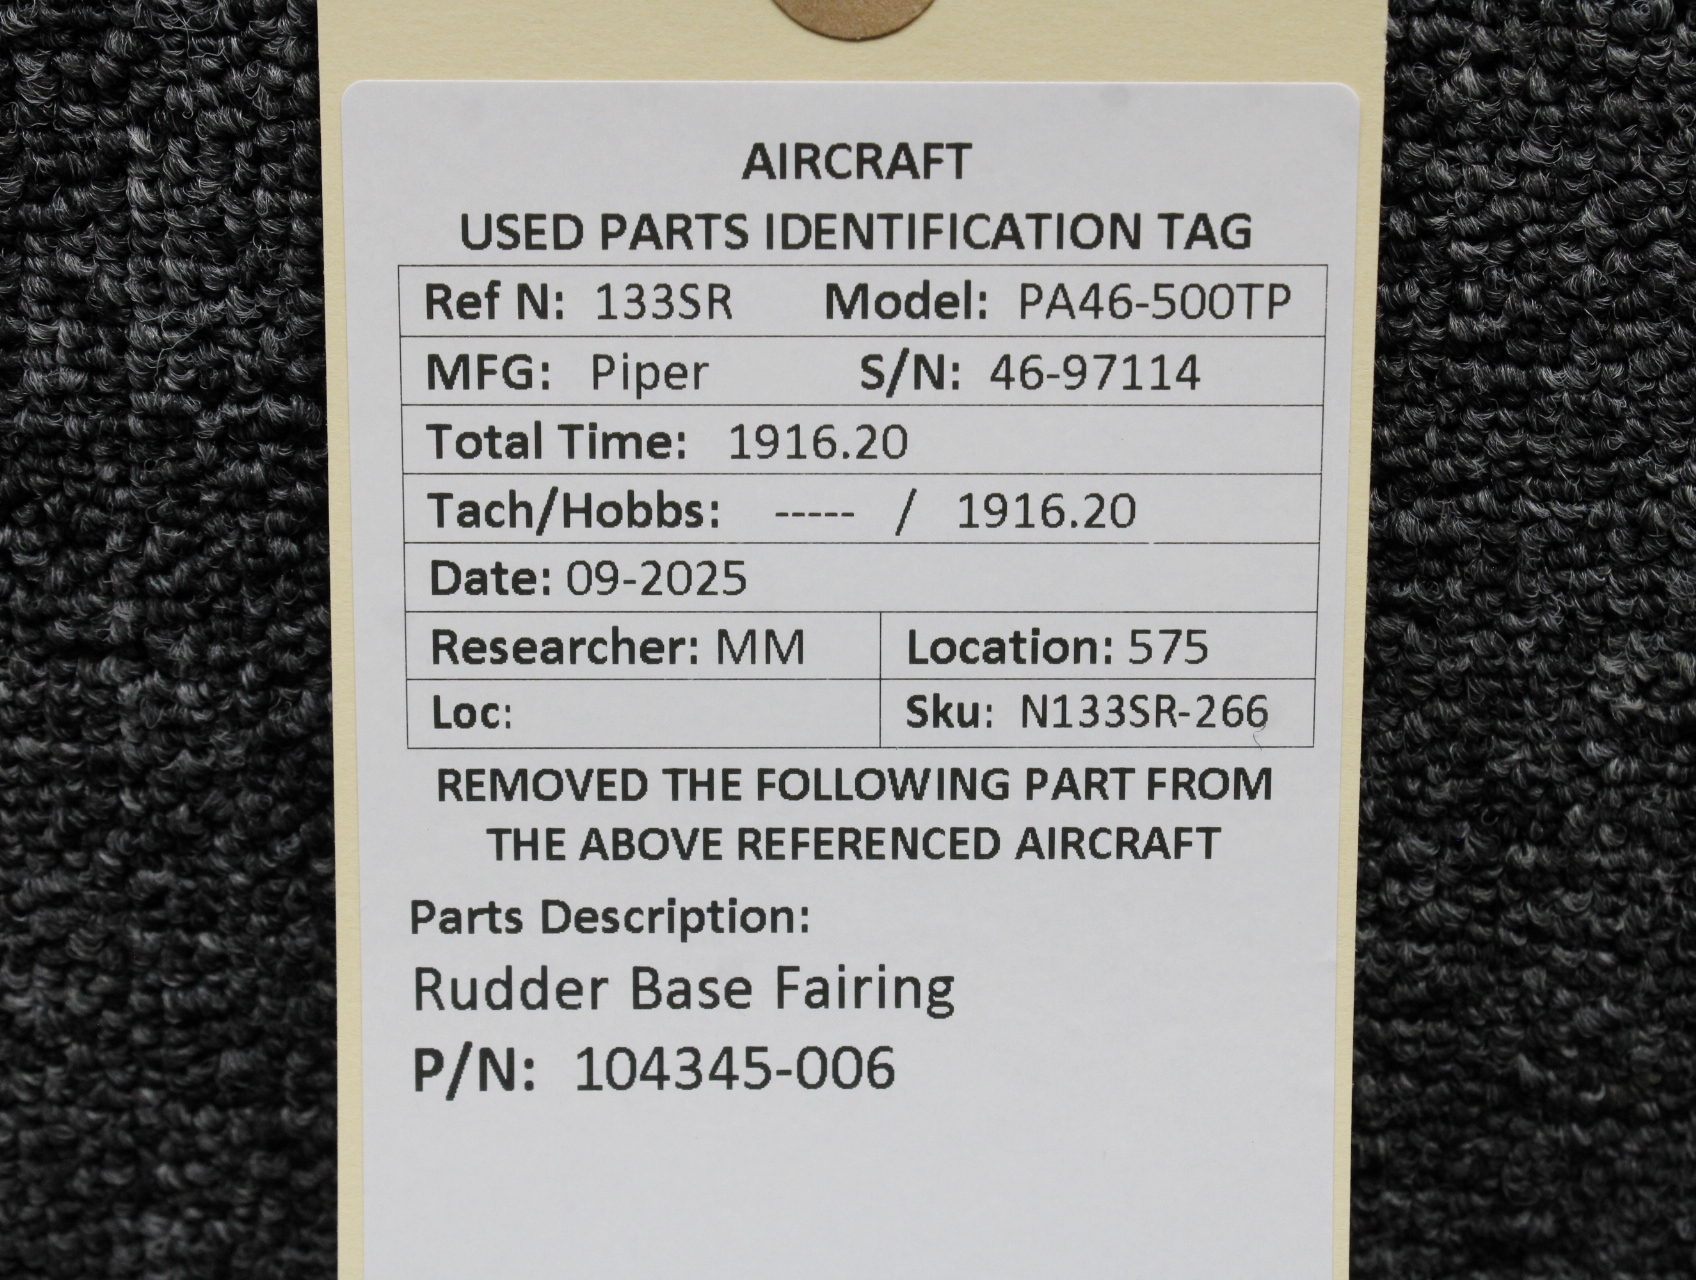 AIRCRAFT
USED PARTS IDENTIFICATION TAG
Ref N: 133SR Model: PA46-500TP
MFG: Piper S/N: 46-97114
Total Time: 1916.20
Tach/Hobbs: ----- / 1916.20
Date: 09-2025
Researcher: MM Location: 575
Loc: Sku: N133SR-266
REMOVED THE FOLLOWING PART FROM
THE ABOVE REFERENCED AIRCRAFT
Parts Description:
Rudder Base Fairing
P/N: 104345-006